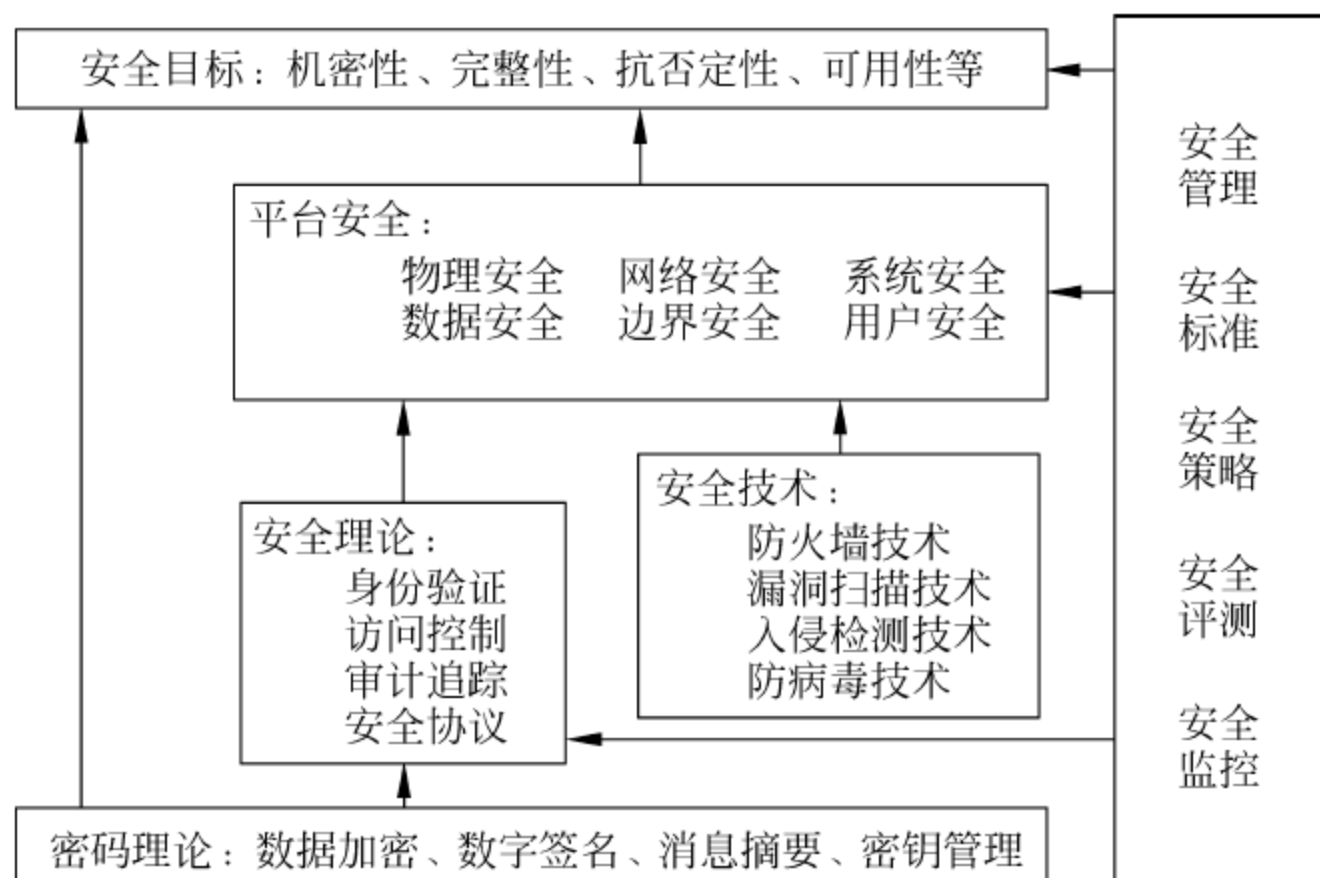 安全目标：机密性、完整性、抗否定性、可用性等
平台安全：
物理安全 网络安全 系统安全
数据安全 边界安全 用户安全
安全理论：
身份验证
访问控制
审计追踪
安全协议
安全技术：
防火墙技术
漏洞扫描技术
入侵检测技术
防病毒技术
密码理论：数据加密、数字签名、消息摘要、密钥管理
安全
管理
安全
标准
安全
策略
安全
评测
安全
监控